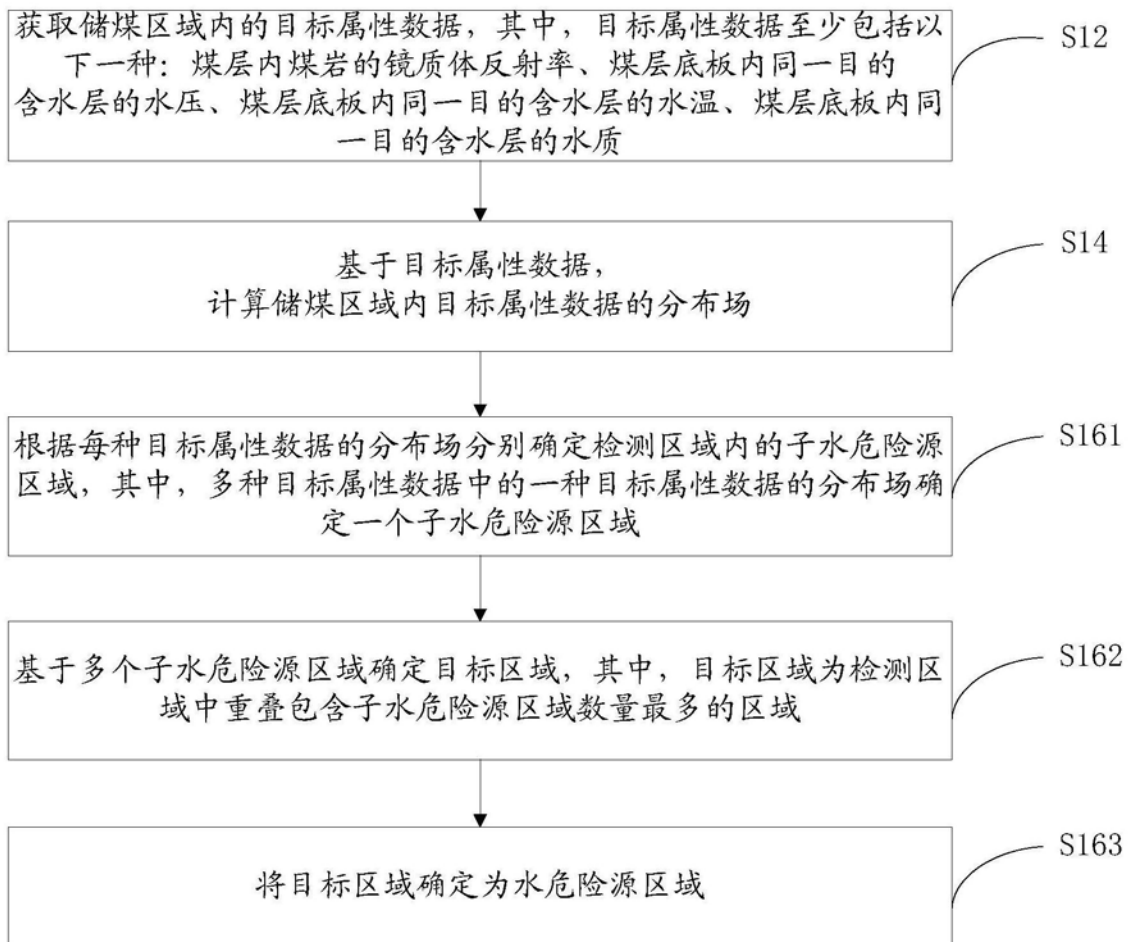 获取储煤区域内的目标属性数据，其中，目标属性数据至少包括以
下一种：煤层内煤岩的镜质体反射率、煤层底板内同一目的
含水层的水压、煤层底板内同一目的含水层的水温、煤层底板内同
一目的含水层的水质
S12
基于目标属性数据，
计算储煤区域内目标属性数据的分布场
S14
根据每种目标属性数据的分布场分别确定检测区域内的子水危险源
区域，其中，多种目标属性数据中的一种目标属性数据的分布场确
定一个子水危险源区域
S161
基于多个子水危险源区域确定目标区域，其中，目标区域为检测区
域中重叠包含子水危险源区域数量最多的区域
S162
将目标区域确定为水危险源区域
S163